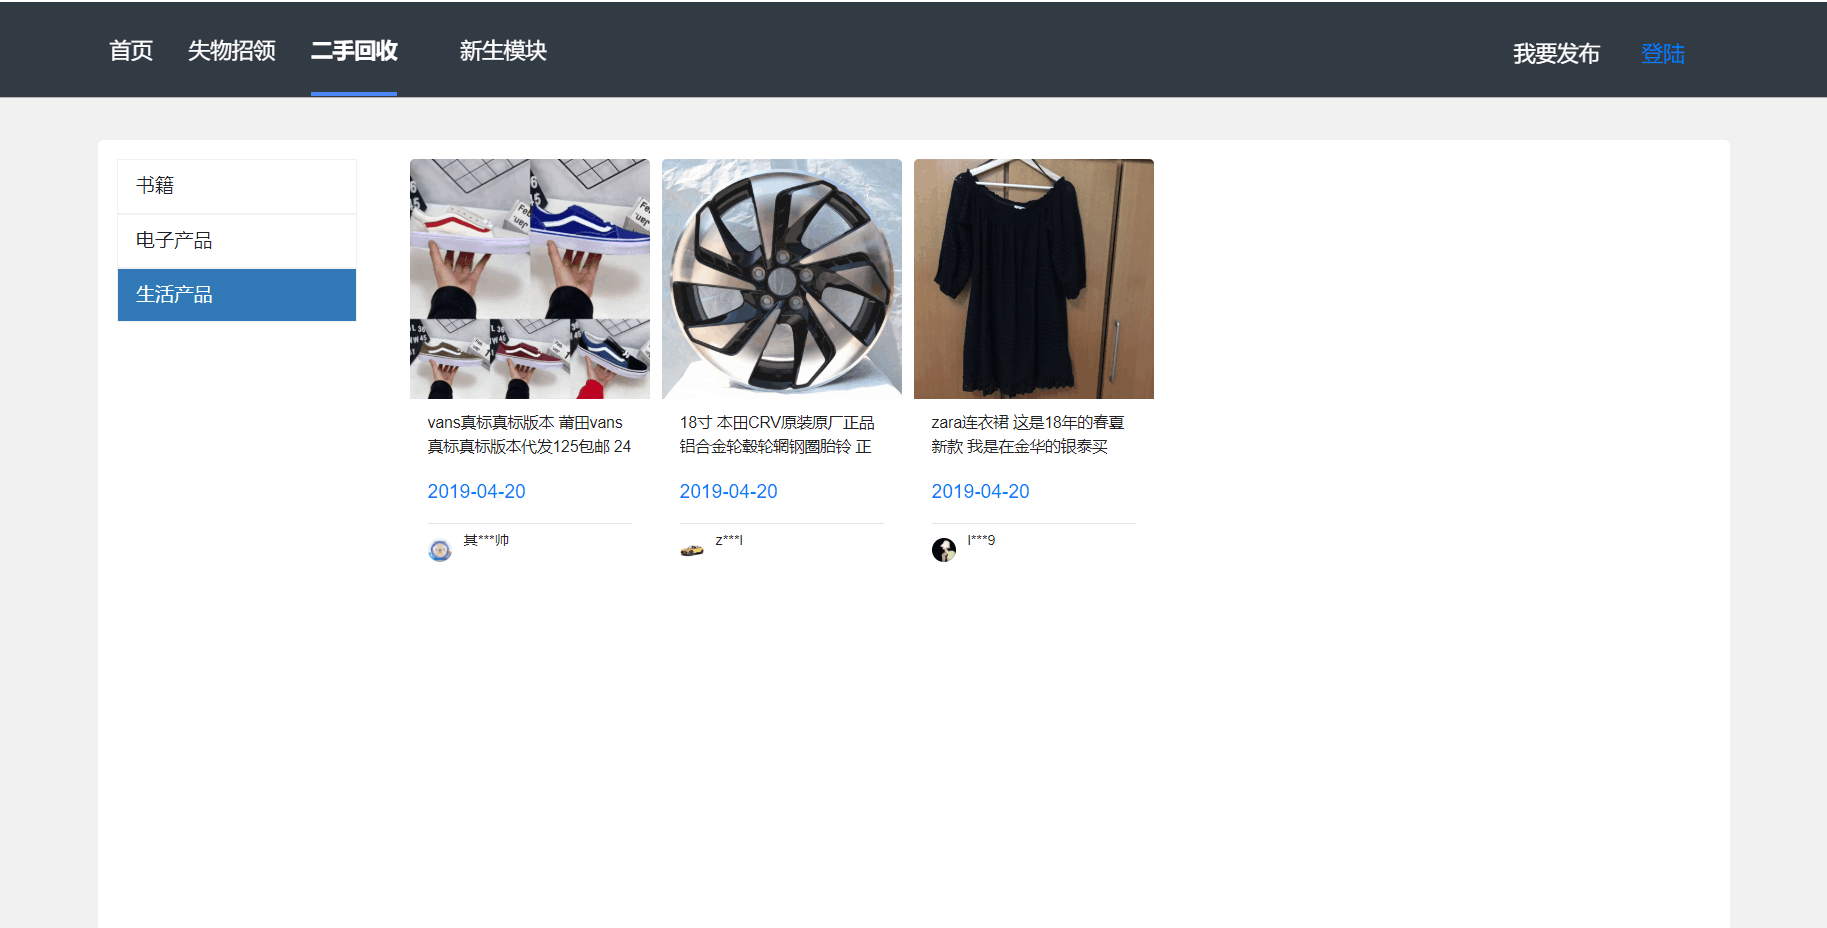 首页 失物招领 二手回收 新生模块 我要发布 登陆
书籍
电子产品
生活产品
vans真标真标版本 莆田vans
真标真标版本代发125包邮 24
2019-04-20
其***帅
18寸 本田CRV原装原厂正品
铝合金轮毂轮辋钢圈胎铃 正
2019-04-20
z***l
zara连衣裙 这是18年的春夏
新款 我是在金华的银泰买
2019-04-20
l***9